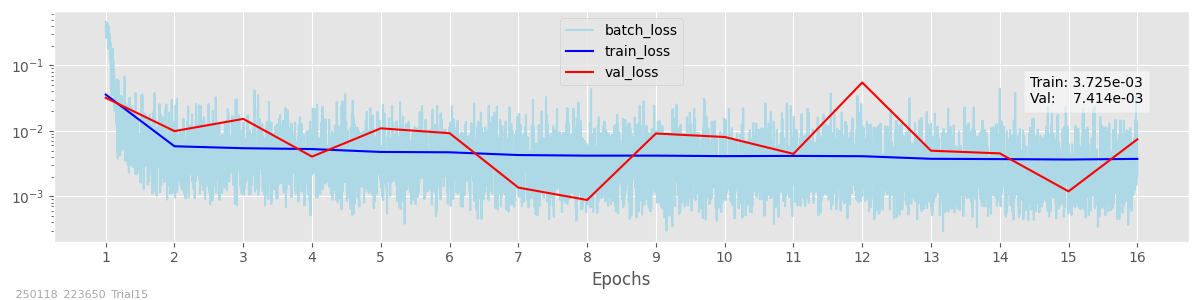 batch_loss
train_loss
val_loss
Train: 3.725e-03
Val: 7.414e-03
10⁻¹
10⁻²
10⁻³
1 2 3 4 5 6 7 8 9 10 11 12 13 14 15 16
Epochs
250118_223650_Trial15